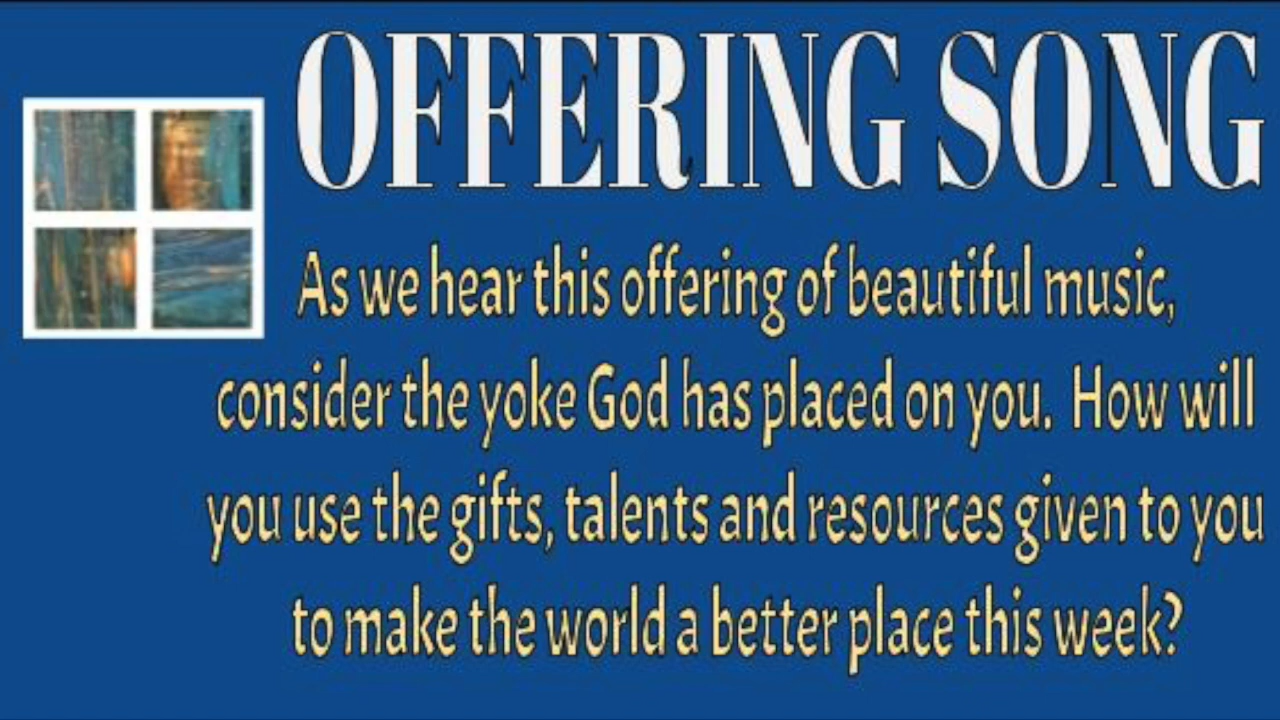 OFFERING SONG
As we hear this offering of beautiful music,
consider the yoke God has placed on you.  How will
you use the gifts, talents and resources given to you
to make the world a better place this week?